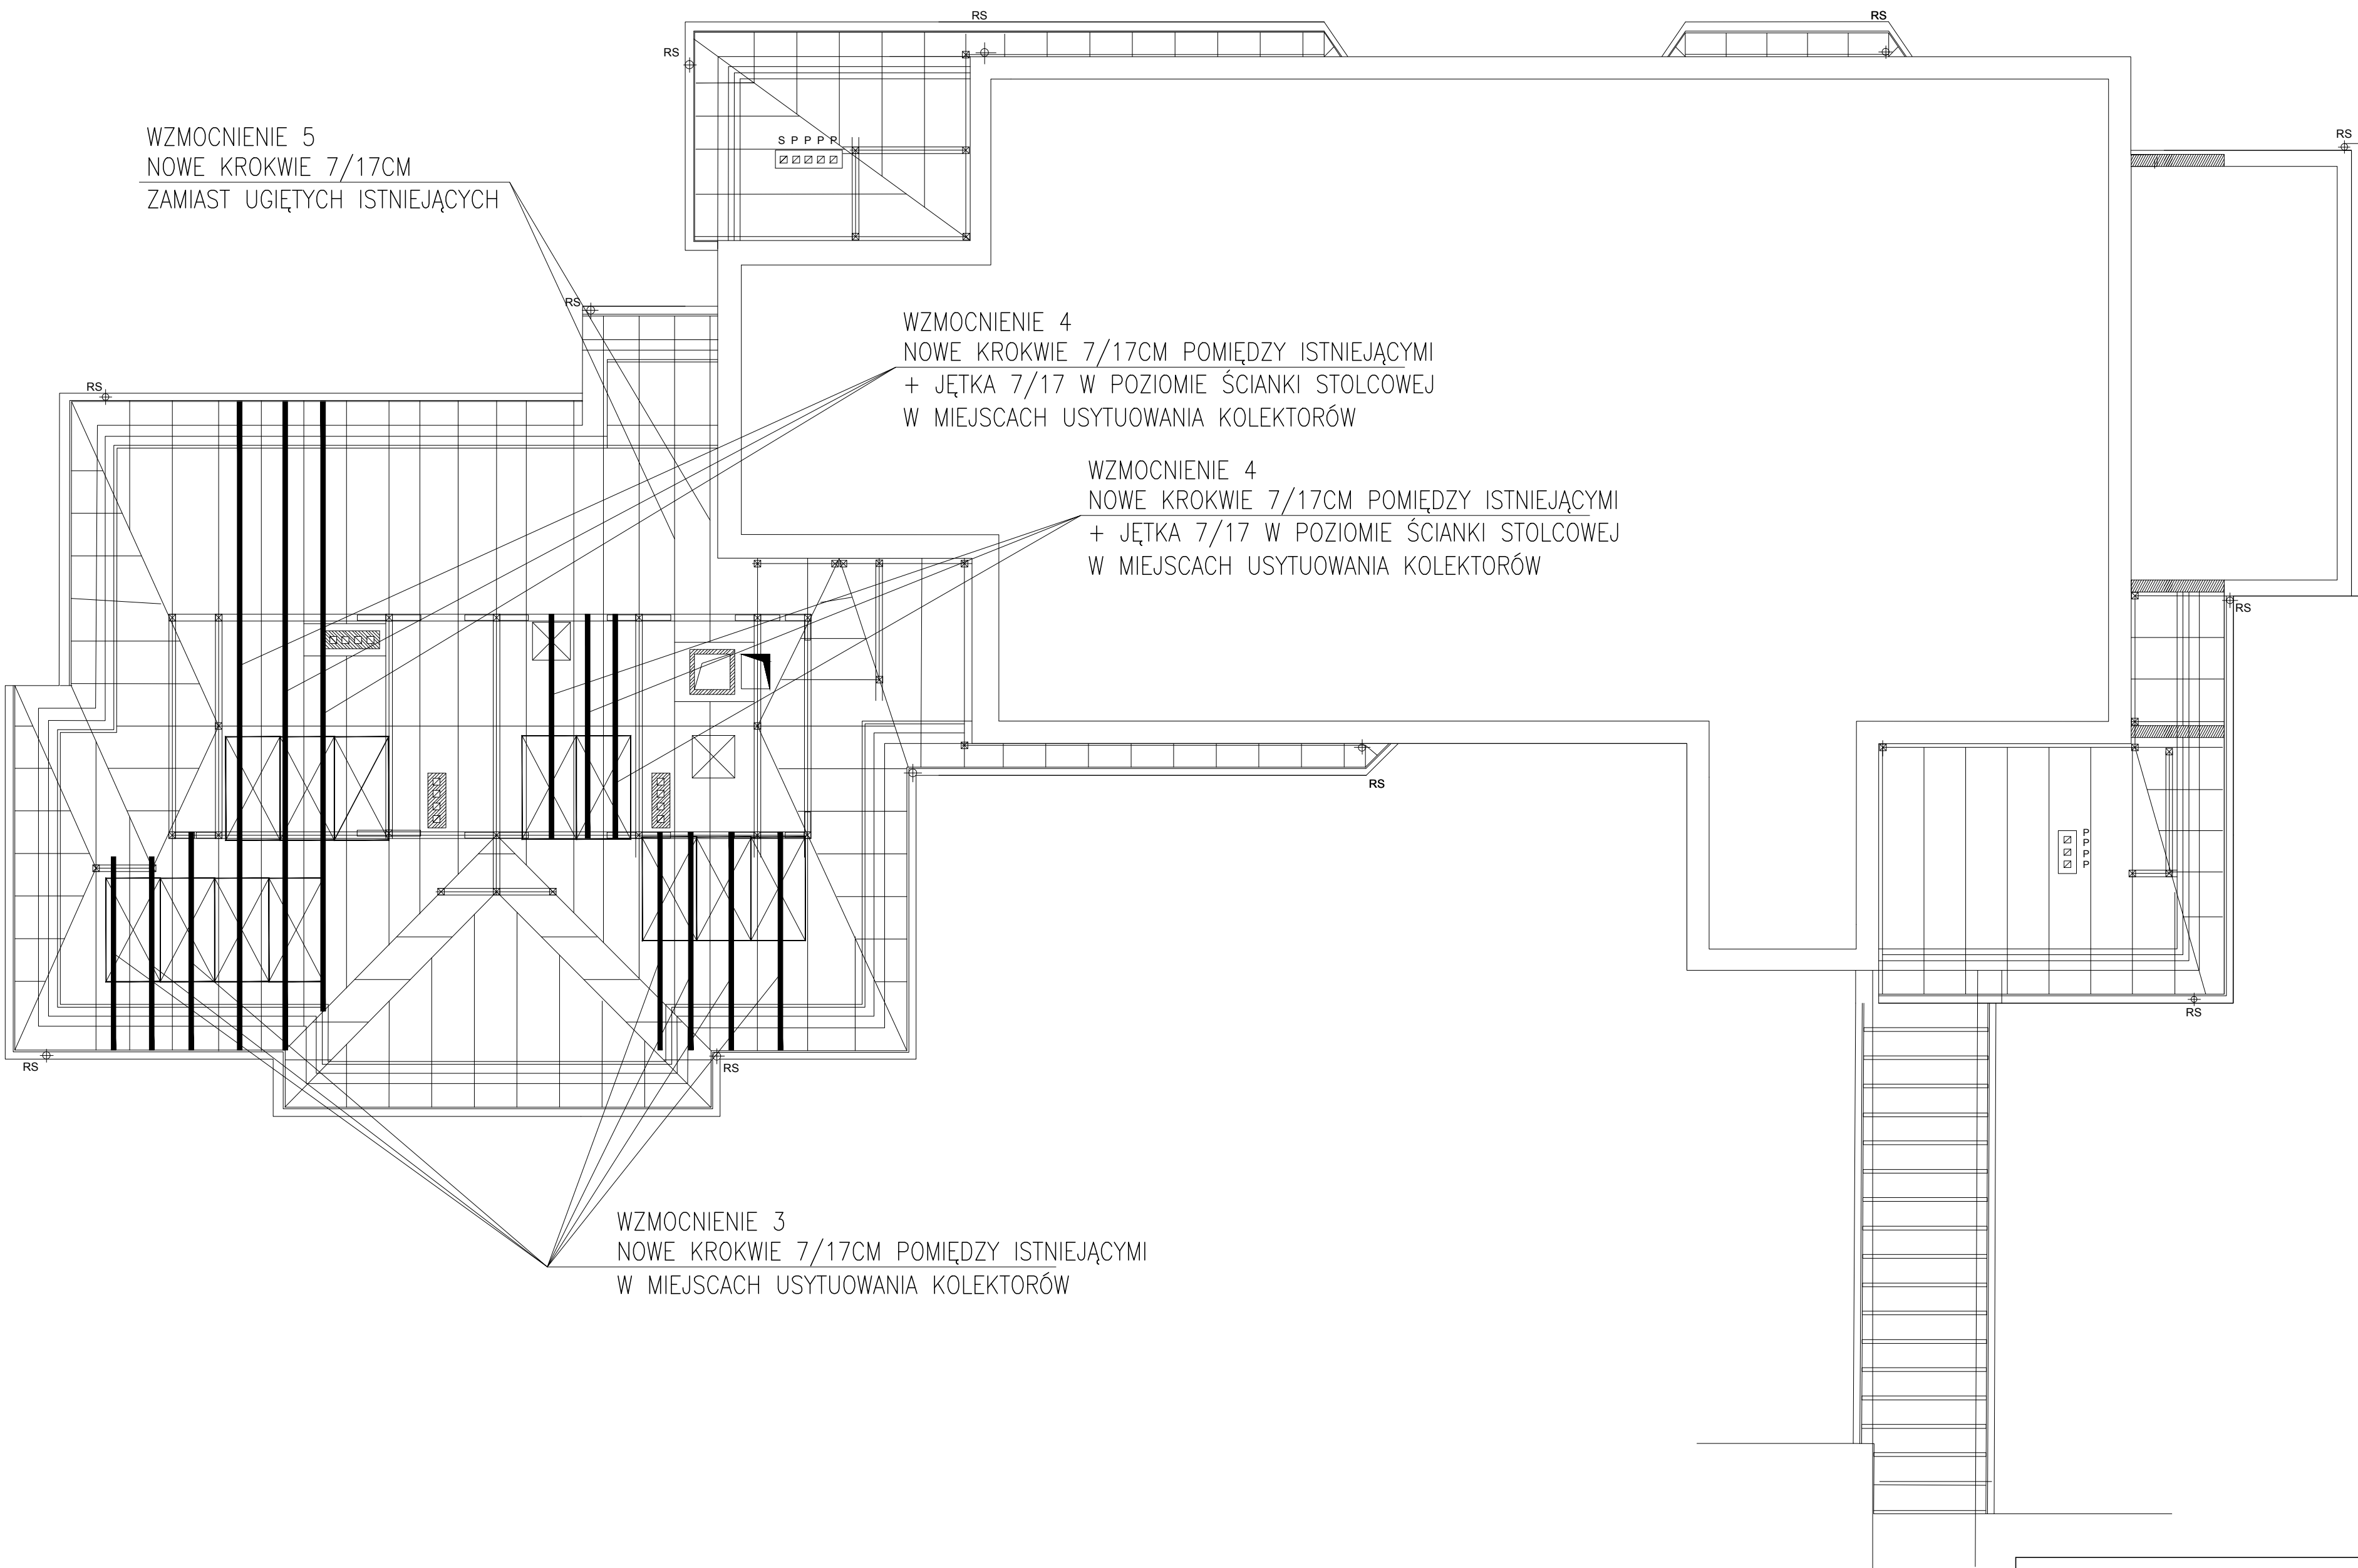 RS
RS
RS
RS
WZMOCNIENIE 5
NOWE KROKWIE 7/17CM
ZAMIAST UGIĘTYCH ISTNIEJĄCYCH
S P P P P
RS
WZMOCNIENIE 4
NOWE KROKWIE 7/17CM POMIĘDZY ISTNIEJĄCYMI
+ JĘTKA 7/17 W POZIOMIE ŚCIANKI STOLCOWEJ
W MIEJSCACH USYTUOWANIA KOLEKTORÓW
RS
WZMOCNIENIE 4
NOWE KROKWIE 7/17CM POMIĘDZY ISTNIEJĄCYMI
+ JĘTKA 7/17 W POZIOMIE ŚCIANKI STOLCOWEJ
W MIEJSCACH USYTUOWANIA KOLEKTORÓW
RS
RS
P
P
P
P
RS
RS
RS
WZMOCNIENIE 3
NOWE KROKWIE 7/17CM POMIĘDZY ISTNIEJĄCYMI
W MIEJSCACH USYTUOWANIA KOLEKTORÓW